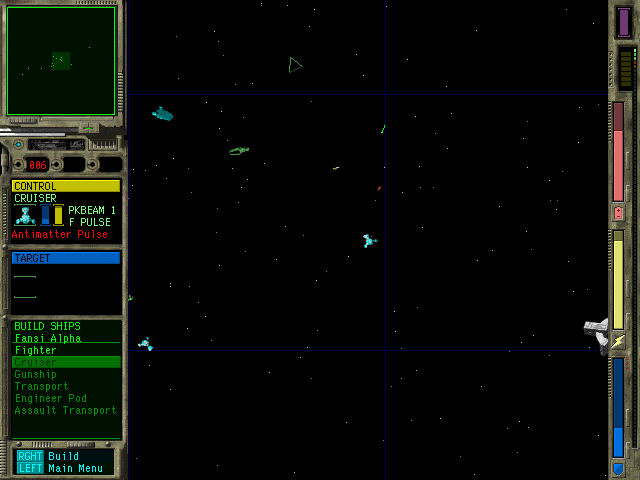 006
CONTROL
CRUISER
PKBEAM 1
F PULSE
Antimatter Pulse
TARGET
BUILD SHIPS
Fansi Alpha
Fighter
Cruiser
Gunship
Transport
Engineer Pod
Assault Transport
RGHT Build
LEFT Main Menu